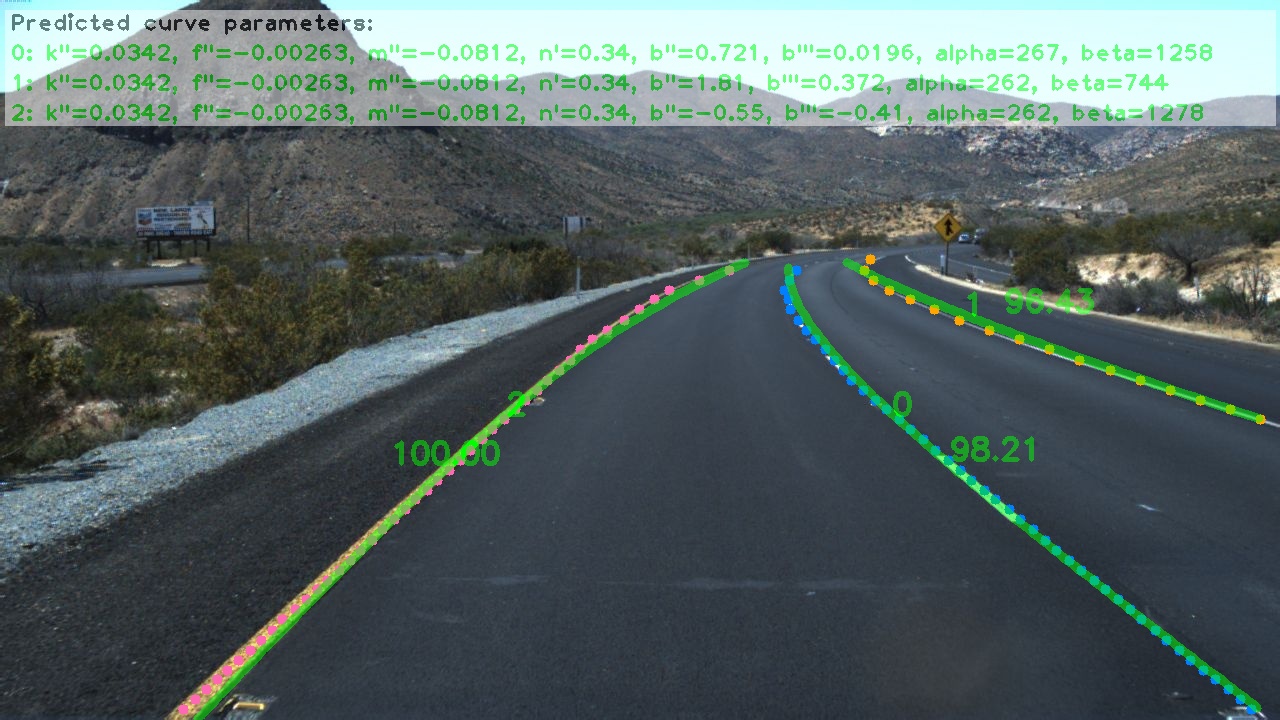 Predicted curve parameters:
0: k''=0.0342, f''=-0.00263, m''=-0.0812, n'=0.34, b''=0.721, b'''=0.0196, alpha=267, beta=1258
1: k''=0.0342, f''=-0.00263, m''=-0.0812, n'=0.34, b''=1.81, b'''=0.372, alpha=262, beta=744
2: k''=0.0342, f''=-0.00263, m''=-0.0812, n'=0.34, b''=-0.55, b'''=-0.41, alpha=262, beta=1278
1 98.43
2
0
100.00
98.21